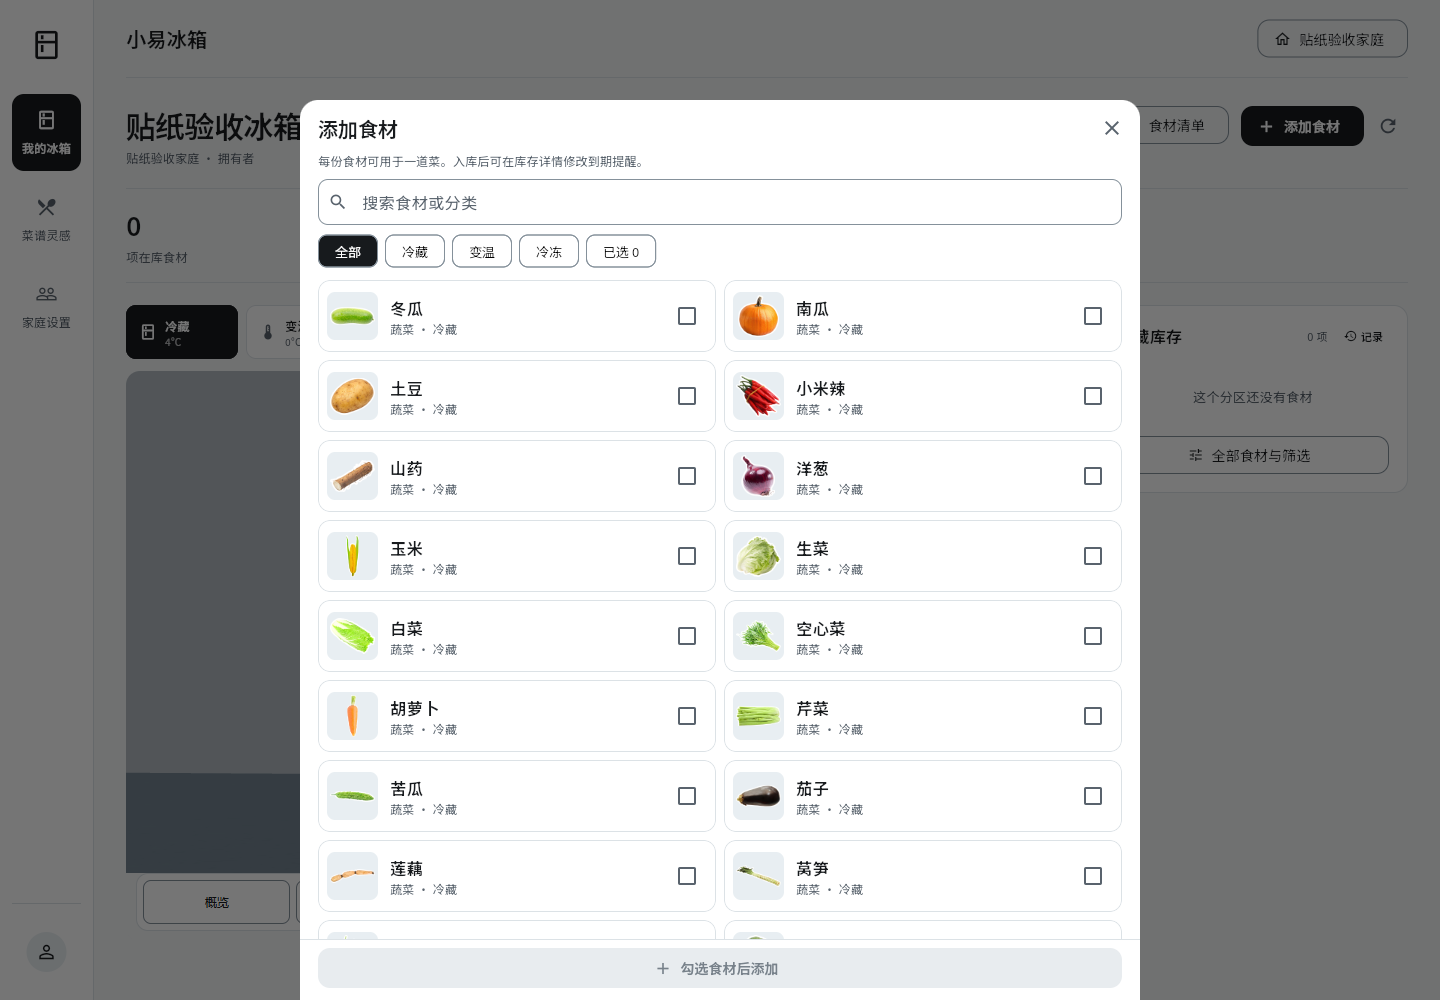 小易冰箱
贴纸验收家庭
我的冰箱
菜谱灵感
家庭设置
贴纸验收冰箱
贴纸验收家庭 · 拥有者
食材清单
添加食材
0
项在库食材
冷藏
4°C
0°C
概览
库存
0 项
记录
这个分区还没有食材
全部食材与筛选
添加食材
每份食材可用于一道菜。入库后可在库存详情修改到期提醒。
搜索食材或分类
全部
冷藏
变温
冷冻
已选 0
冬瓜
蔬菜 · 冷藏
南瓜
蔬菜 · 冷藏
土豆
蔬菜 · 冷藏
小米辣
蔬菜 · 冷藏
山药
蔬菜 · 冷藏
洋葱
蔬菜 · 冷藏
玉米
蔬菜 · 冷藏
生菜
蔬菜 · 冷藏
白菜
蔬菜 · 冷藏
空心菜
蔬菜 · 冷藏
胡萝卜
蔬菜 · 冷藏
芹菜
蔬菜 · 冷藏
苦瓜
蔬菜 · 冷藏
茄子
蔬菜 · 冷藏
莲藕
蔬菜 · 冷藏
莴笋
蔬菜 · 冷藏
勾选食材后添加